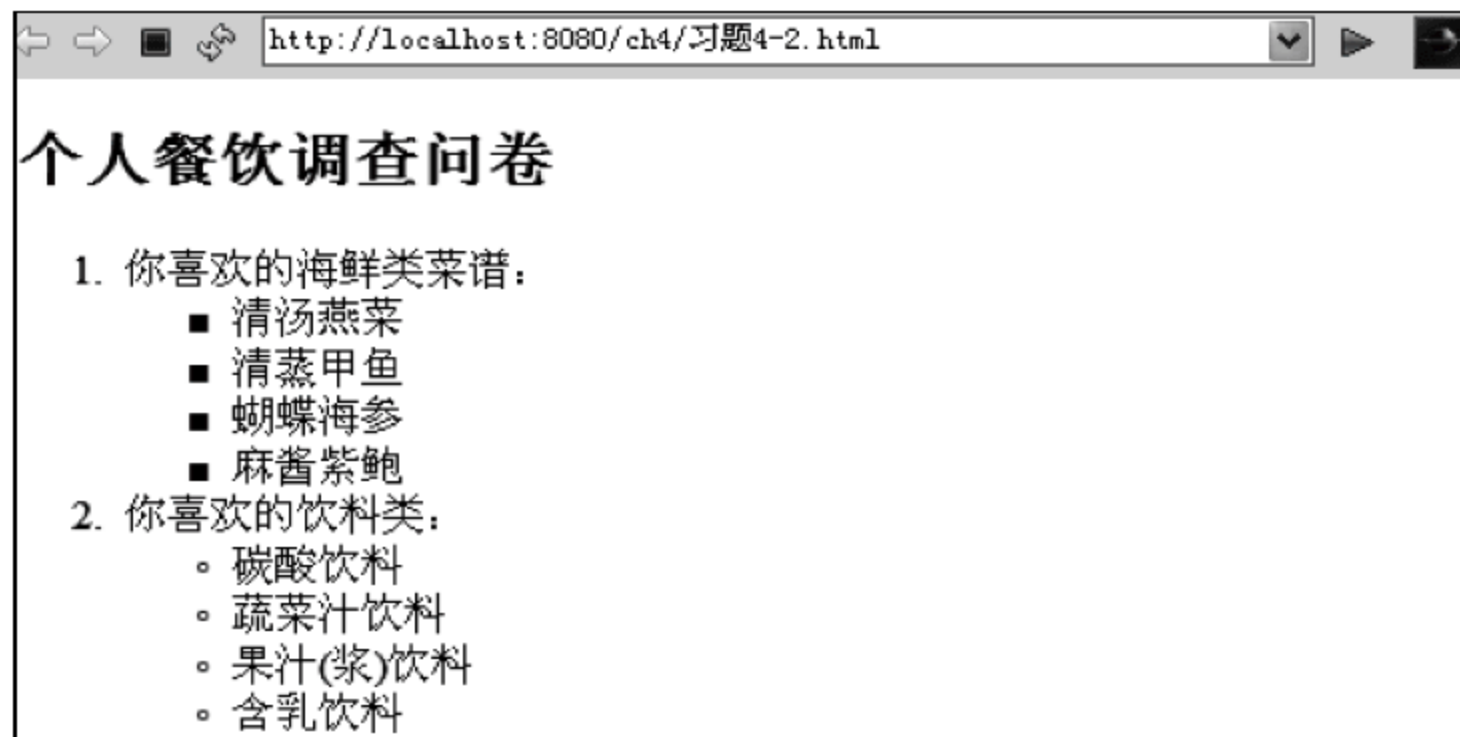 http://localhost:8080/ch4/习题4-2.html
个人餐饮调查问卷
1. 你喜欢的海鲜类菜谱：
■ 清汤燕菜
■ 清蒸甲鱼
■ 蝴蝶海参
■ 麻酱紫鲍
2. 你喜欢的饮料类：
◦ 碳酸饮料
◦ 蔬菜汁饮料
◦ 果汁(浆)饮料
◦ 含乳饮料